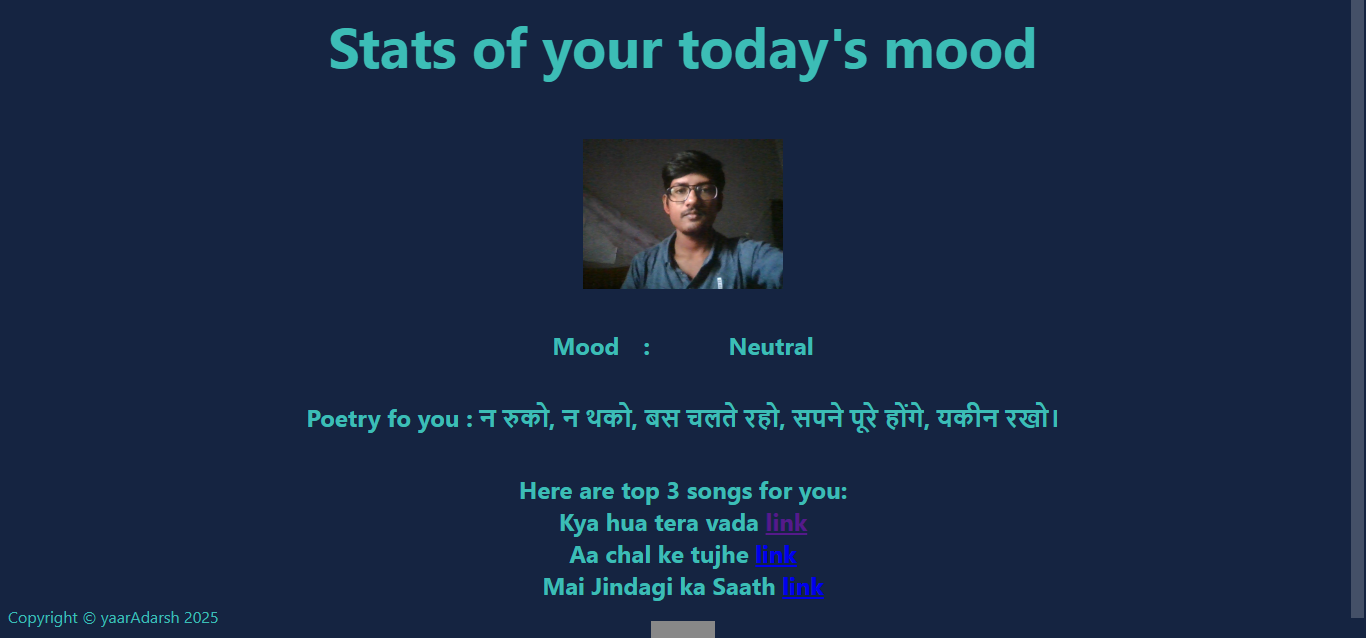 Stats of your today's mood
Mood : Neutral
Poetry fo you : न रुको, न थको, बस चलते रहो, सपने पूरे होंगे, यकीन रखो।
Here are top 3 songs for you:
Kya hua tera vada link
Aa chal ke tujhe link
Mai Jindagi ka Saath link
Copyright © yaarAdarsh 2025